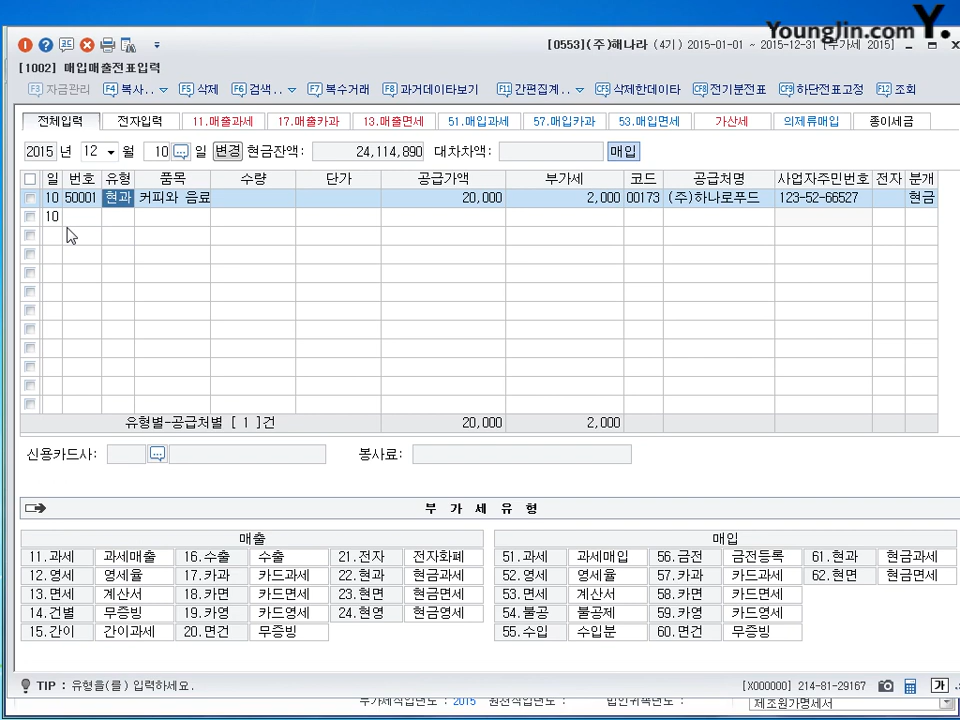 YoungJin.com Y.
[0553](주)해나라 (4기) 2015-01-01 ~ 2015-12-31 [부가세 2015]
[1002] 매입매출전표입력
F3 자금관리 F4 복사.. F5 삭제 F6 검색.. F7 복수거래 F8 과거데이타보기 F11 간편집계.. CF5 삭제한데이타 CF8 전기분전표 CF9 하단전표고정 F12 조회
전체입력 전자입력 11.매출과세 17.매출카과 13.매출면세 51.매입과세 57.매입카과 53.매입면세 가산세 의제류매입 종이세금
2015 년 12 월 10 일 변경 현금잔액: 24,114,890 대차차액: 매입
일 번호 유형 품목 수량 단가 공급가액 부가세 코드 공급처명 사업자주민번호 전자 분개
10 50001 현과 커피와 음료 20,000 2,000 00173 (주)하나로푸드 123-52-66527 현금
10
유형별-공급처별 [ 1 ]건 20,000 2,000
신용카드사: 봉사료:
부 가 세 유 형
매출 매입
11.과세 과세매출 16.수출 수출 21.전자 전자화폐 51.과세 과세매입 56.금전 금전등록 61.현과 현금과세
12.영세 영세율 17.카과 카드과세 22.현과 현금과세 52.영세 영세율 57.카과 카드과세 62.현면 현금면세
13.면세 계산서 18.카면 카드면세 23.현면 현금면세 53.면세 계산서 58.카면 카드면세
14.건별 무증빙 19.카영 카드영세 24.현영 현금영세 54.불공 불공제 59.카영 카드영세
15.간이 간이과세 20.면건 무증빙 55.수입 수입분 60.면건 무증빙
TIP : 유형을(를) 입력하세요. [X000000] 214-81-29167 가
2015 제조원가명세서